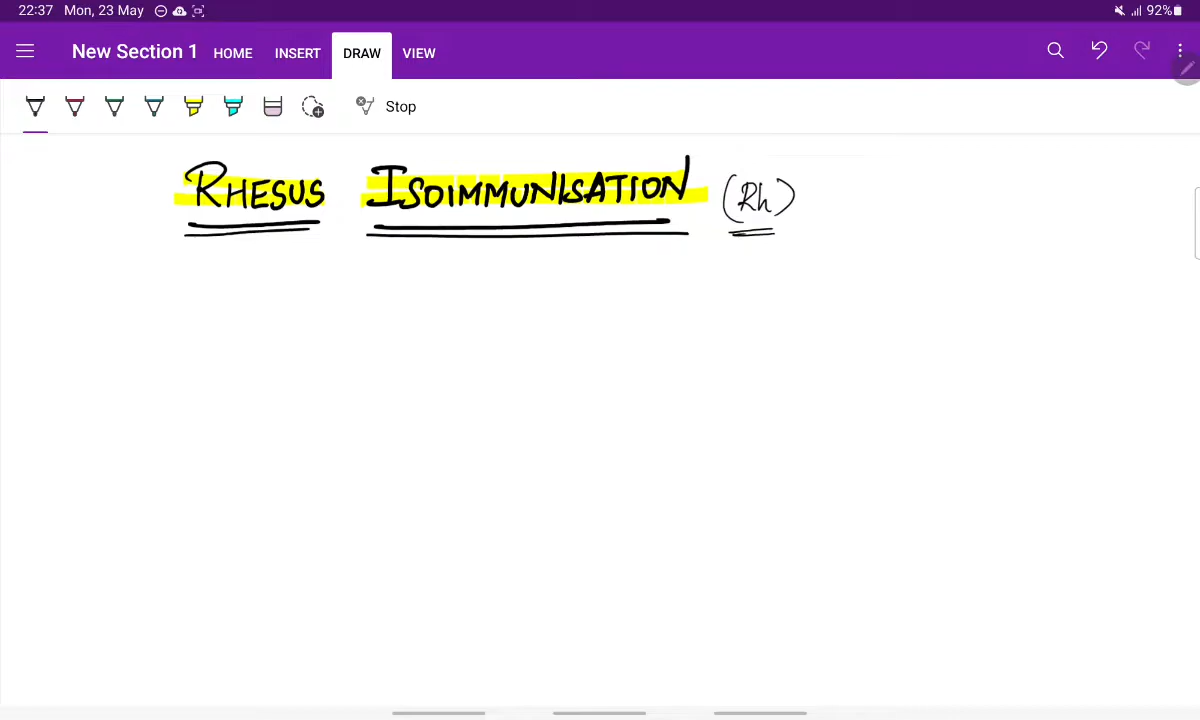 22:37 Mon, 23 May 92%
New Section 1 HOME INSERT DRAW VIEW
Stop
RHESUS ISOIMMUNISATION (Rh)